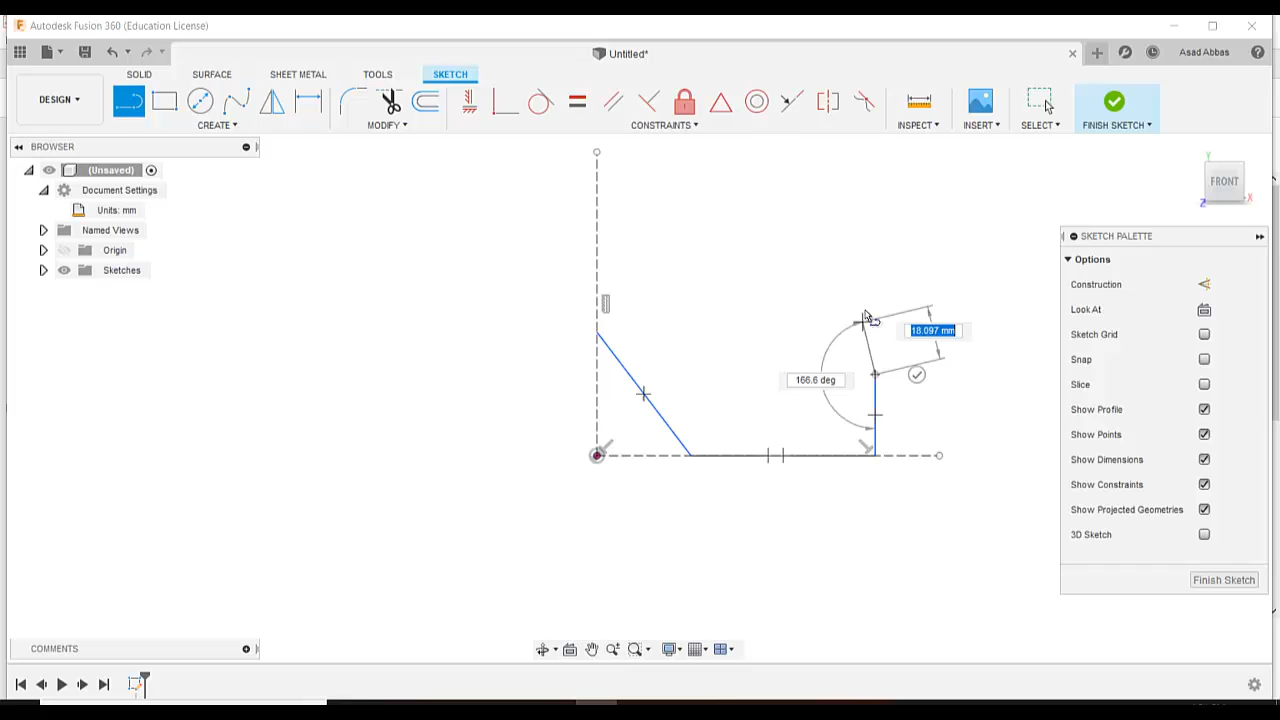 Autodesk Fusion 360 (Education License)
Untitled*
Asad Abbas
DESIGN
SOLID SURFACE SHEET METAL TOOLS SKETCH
CREATE MODIFY CONSTRAINTS INSPECT INSERT SELECT FINISH SKETCH
BROWSER
(Unsaved)
Document Settings
Units: mm
Named Views
Origin
Sketches
Y
FRONT
X
Z
18.097 mm
166.6 deg
SKETCH PALETTE
Options
Construction
Look At
Sketch Grid
Snap
Slice
Show Profile
Show Points
Show Dimensions
Show Constraints
Show Projected Geometries
3D Sketch
Finish Sketch
COMMENTS